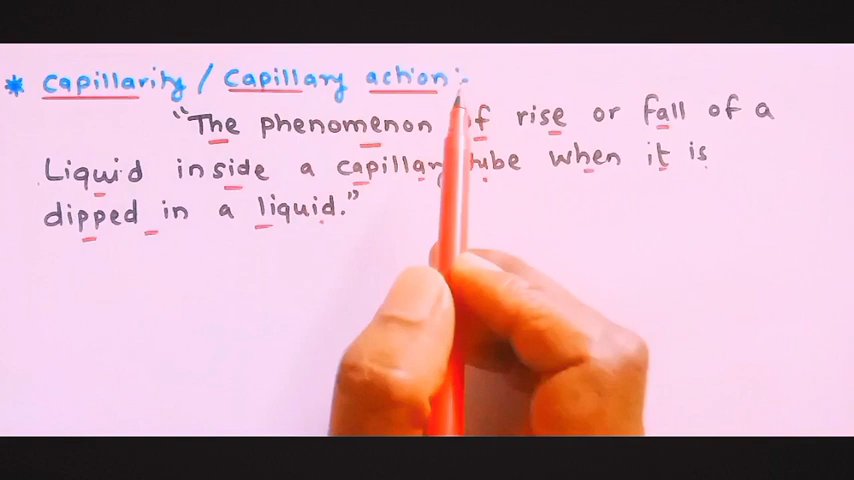 * Capillarity / Capillary action :-
"The phenomenon of rise or fall of a
Liquid inside a capillary tube when it is
dipped in a liquid."